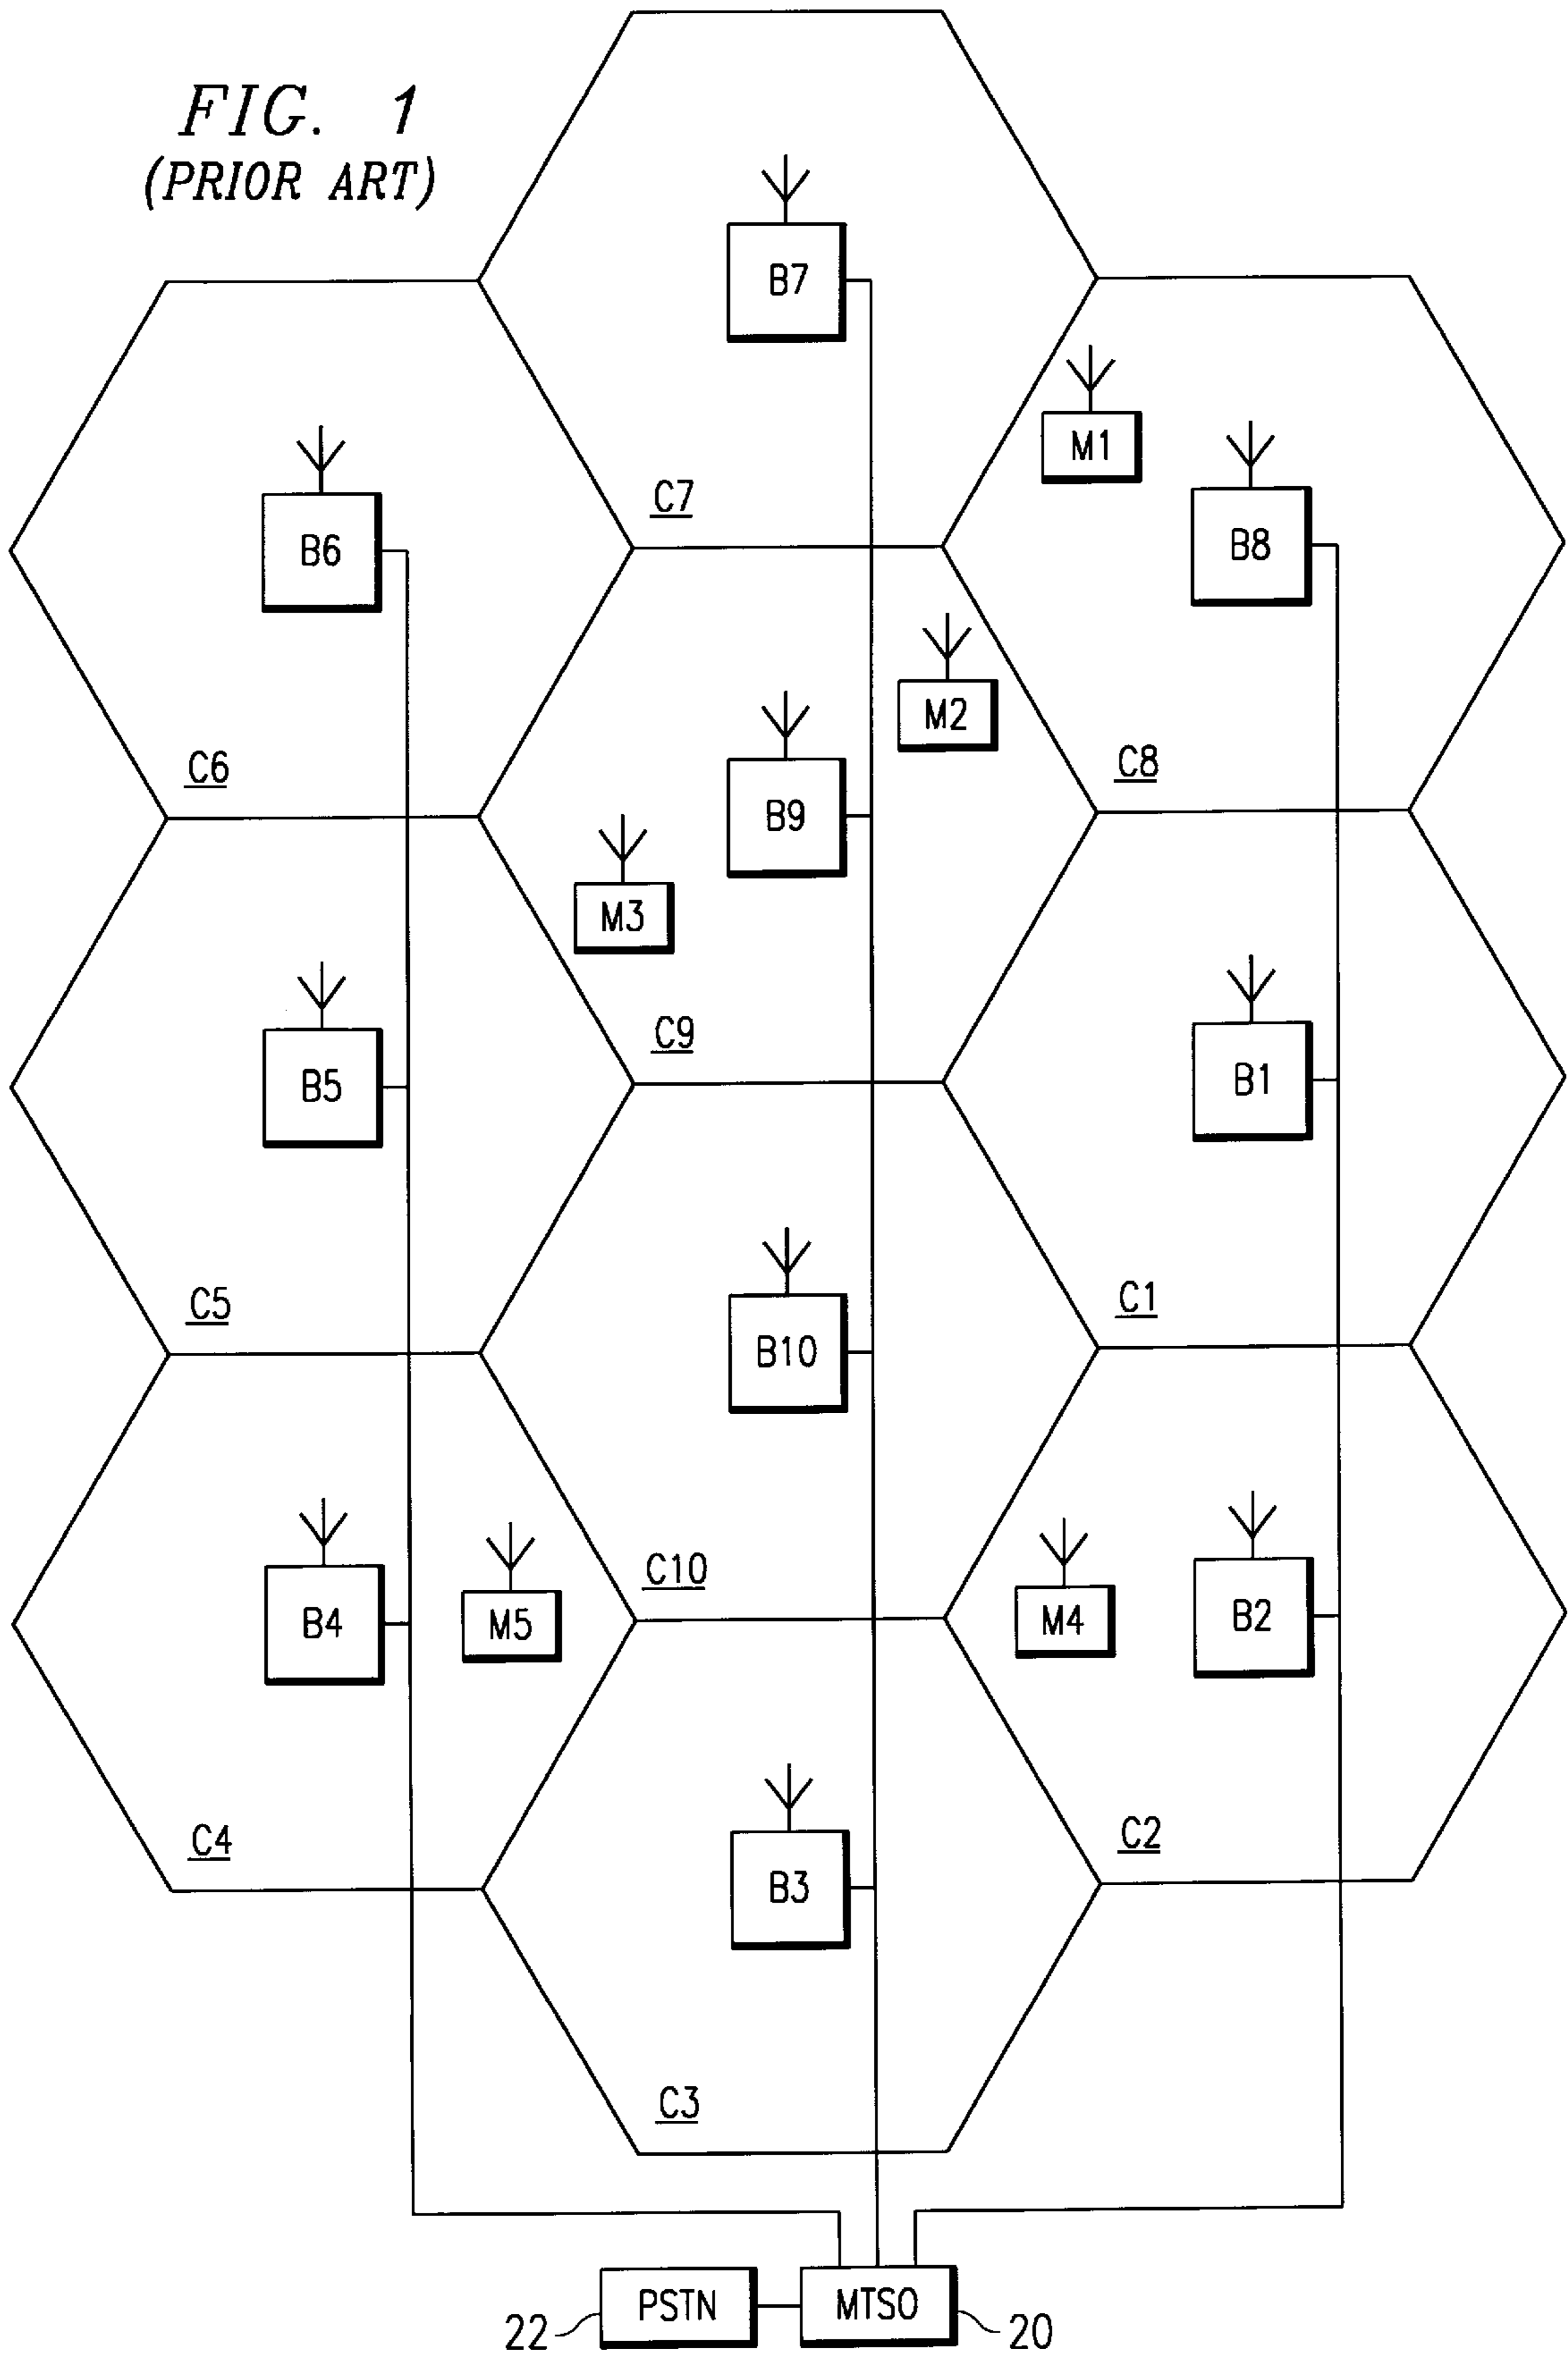 FIG. 1
(PRIOR ART)
B7
M1
C7
B6
B8
M2
C6
C8
B9
M3
C9
B5
B1
C5
C1
B10
C10
B4
M5
M4
B2
C4
C2
B3
C3
PSTN
MTSO
22
20